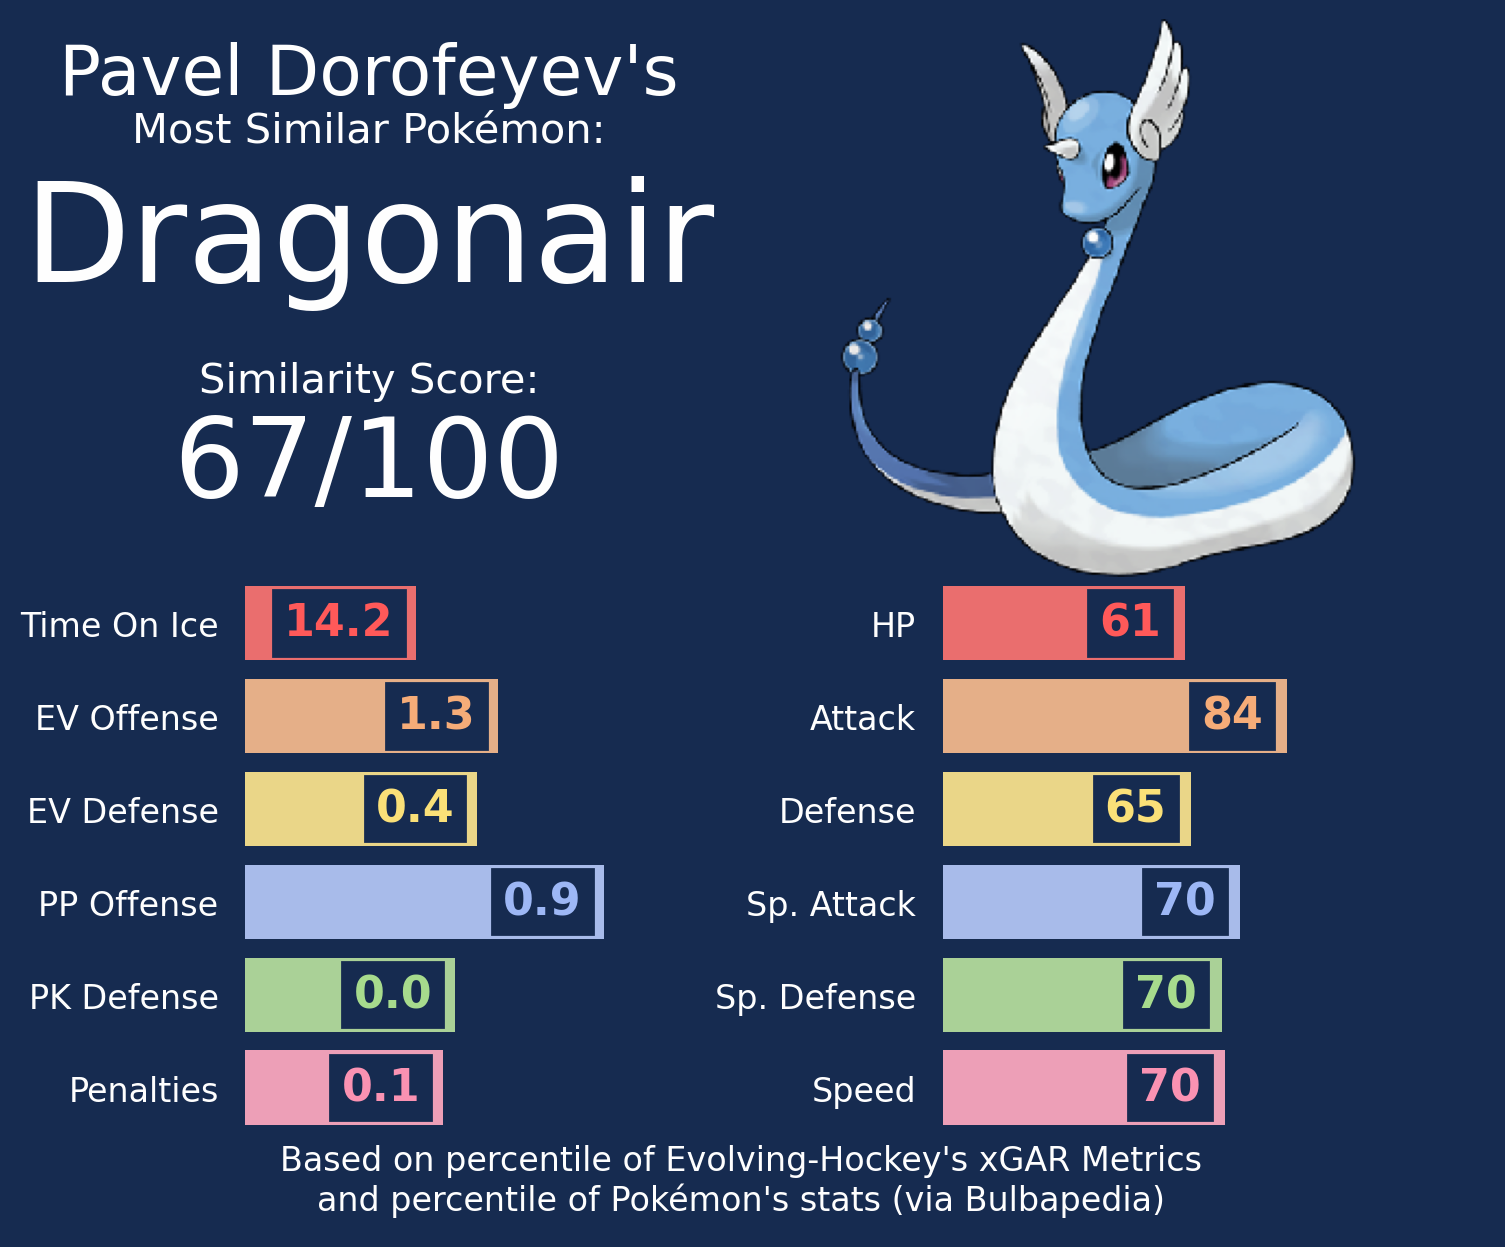 Pavel Dorofeyev's
Most Similar Pokémon:
Dragonair
Similarity Score:
67/100
Time On Ice 14.2
EV Offense 1.3
EV Defense 0.4
PP Offense 0.9
PK Defense 0.0
Penalties 0.1
HP 61
Attack 84
Defense 65
Sp. Attack 70
Sp. Defense 70
Speed 70
Based on percentile of Evolving-Hockey's xGAR Metrics
and percentile of Pokémon's stats (via Bulbapedia)